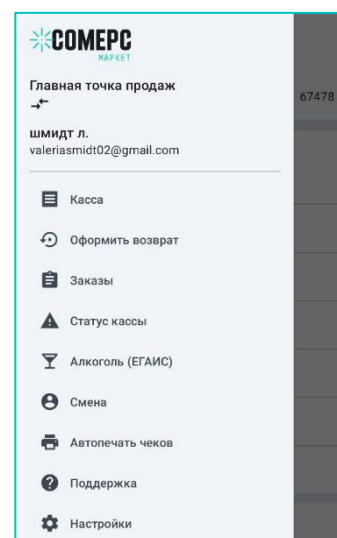 СОМЕРС
МАРКЕТ
Главная точка продаж
67478
шмидт л.
valeriasmidt02@gmail.com
Касса
Оформить возврат
Заказы
Статус кассы
Алкоголь (ЕГАИС)
Смена
Автопечать чеков
Поддержка
Настройки